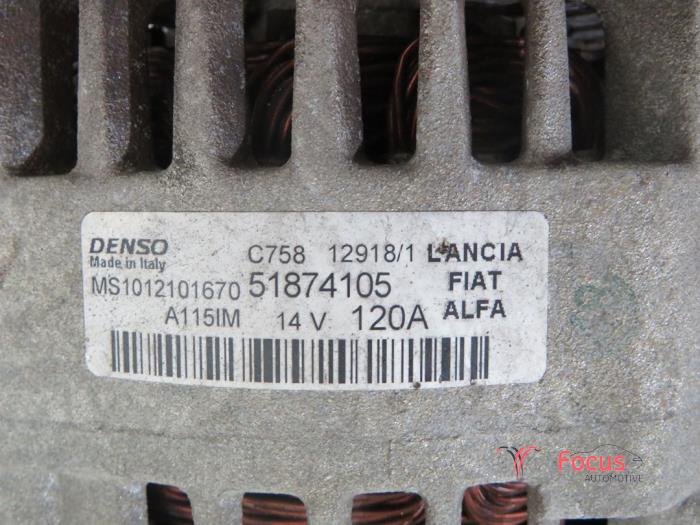 DENSO C758 12918/1 LANCIA
Made in Italy
MS1012101670 51874105 FIAT
A115IM 14 V 120A ALFA
Focus
AUTOMOTIVE